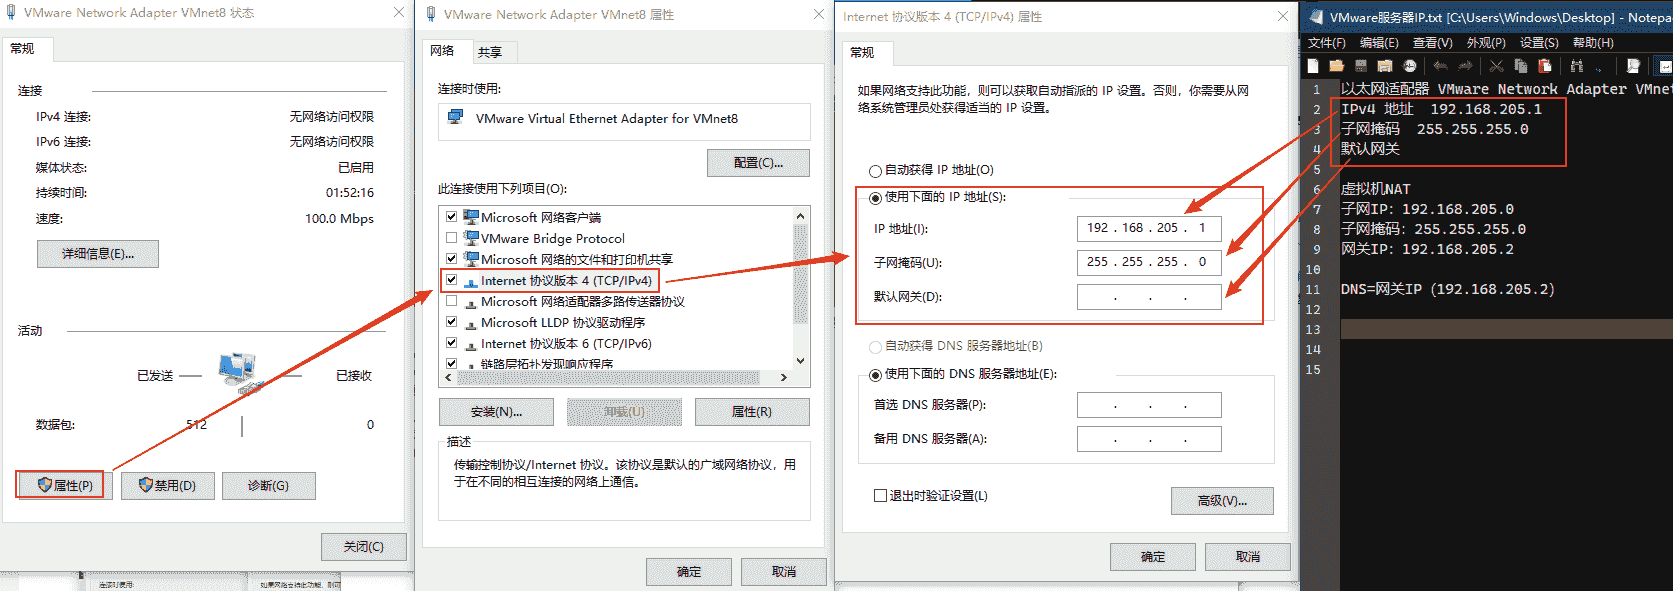 VMware Network Adapter VMnet8 状态
常规
连接
IPv4 连接: 无网络访问权限
IPv6 连接: 无网络访问权限
媒体状态: 已启用
持续时间: 01:52:16
速度: 100.0 Mbps
详细信息(E)...
活动
已发送 已接收
数据包: 512 0
属性(P) 禁用(D) 诊断(G)
关闭(C)
连接时使用:
VMware Network Adapter VMnet8 属性
网络 共享
连接时使用:
VMware Virtual Ethernet Adapter for VMnet8
配置(C)...
此连接使用下列项目(O):
Microsoft 网络客户端
VMware Bridge Protocol
Microsoft 网络的文件和打印机共享
Internet 协议版本 4 (TCP/IPv4)
Microsoft 网络适配器多路传送器协议
Microsoft LLDP 协议驱动程序
Internet 协议版本 6 (TCP/IPv6)
链路层拓扑发现响应程序
安装(N)... 卸载(U) 属性(R)
描述
传输控制协议/Internet 协议。该协议是默认的广域网络协议，用
于在不同的相互连接的网络上通信。
确定 取消
Internet 协议版本 4 (TCP/IPv4) 属性
常规
如果网络支持此功能，则可以获取自动指派的 IP 设置。否则，你需要从网
络系统管理员处获得适当的 IP 设置。
自动获得 IP 地址(O)
使用下面的 IP 地址(S):
IP 地址(I): 192 . 168 . 205 . 1
子网掩码(U): 255 . 255 . 255 . 0
默认网关(D): . . .
自动获得 DNS 服务器地址(B)
使用下面的 DNS 服务器地址(E):
首选 DNS 服务器(P): . . .
备用 DNS 服务器(A): . . .
退出时验证设置(L)
高级(V)...
确定 取消
VMware服务器IP.txt [C:\Users\Windows\Desktop] - Notepa
文件(F) 编辑(E) 查看(V) 外观(P) 设置(S) 帮助(H)
1 以太网适配器 VMware Network Adapter VMnet
2 IPv4 地址 192.168.205.1
3 子网掩码 255.255.255.0
4 默认网关
5
6 虚拟机NAT
7 子网IP: 192.168.205.0
8 子网掩码: 255.255.255.0
9 网关IP: 192.168.205.2
10
11 DNS=网关IP (192.168.205.2)
12
13
14
15